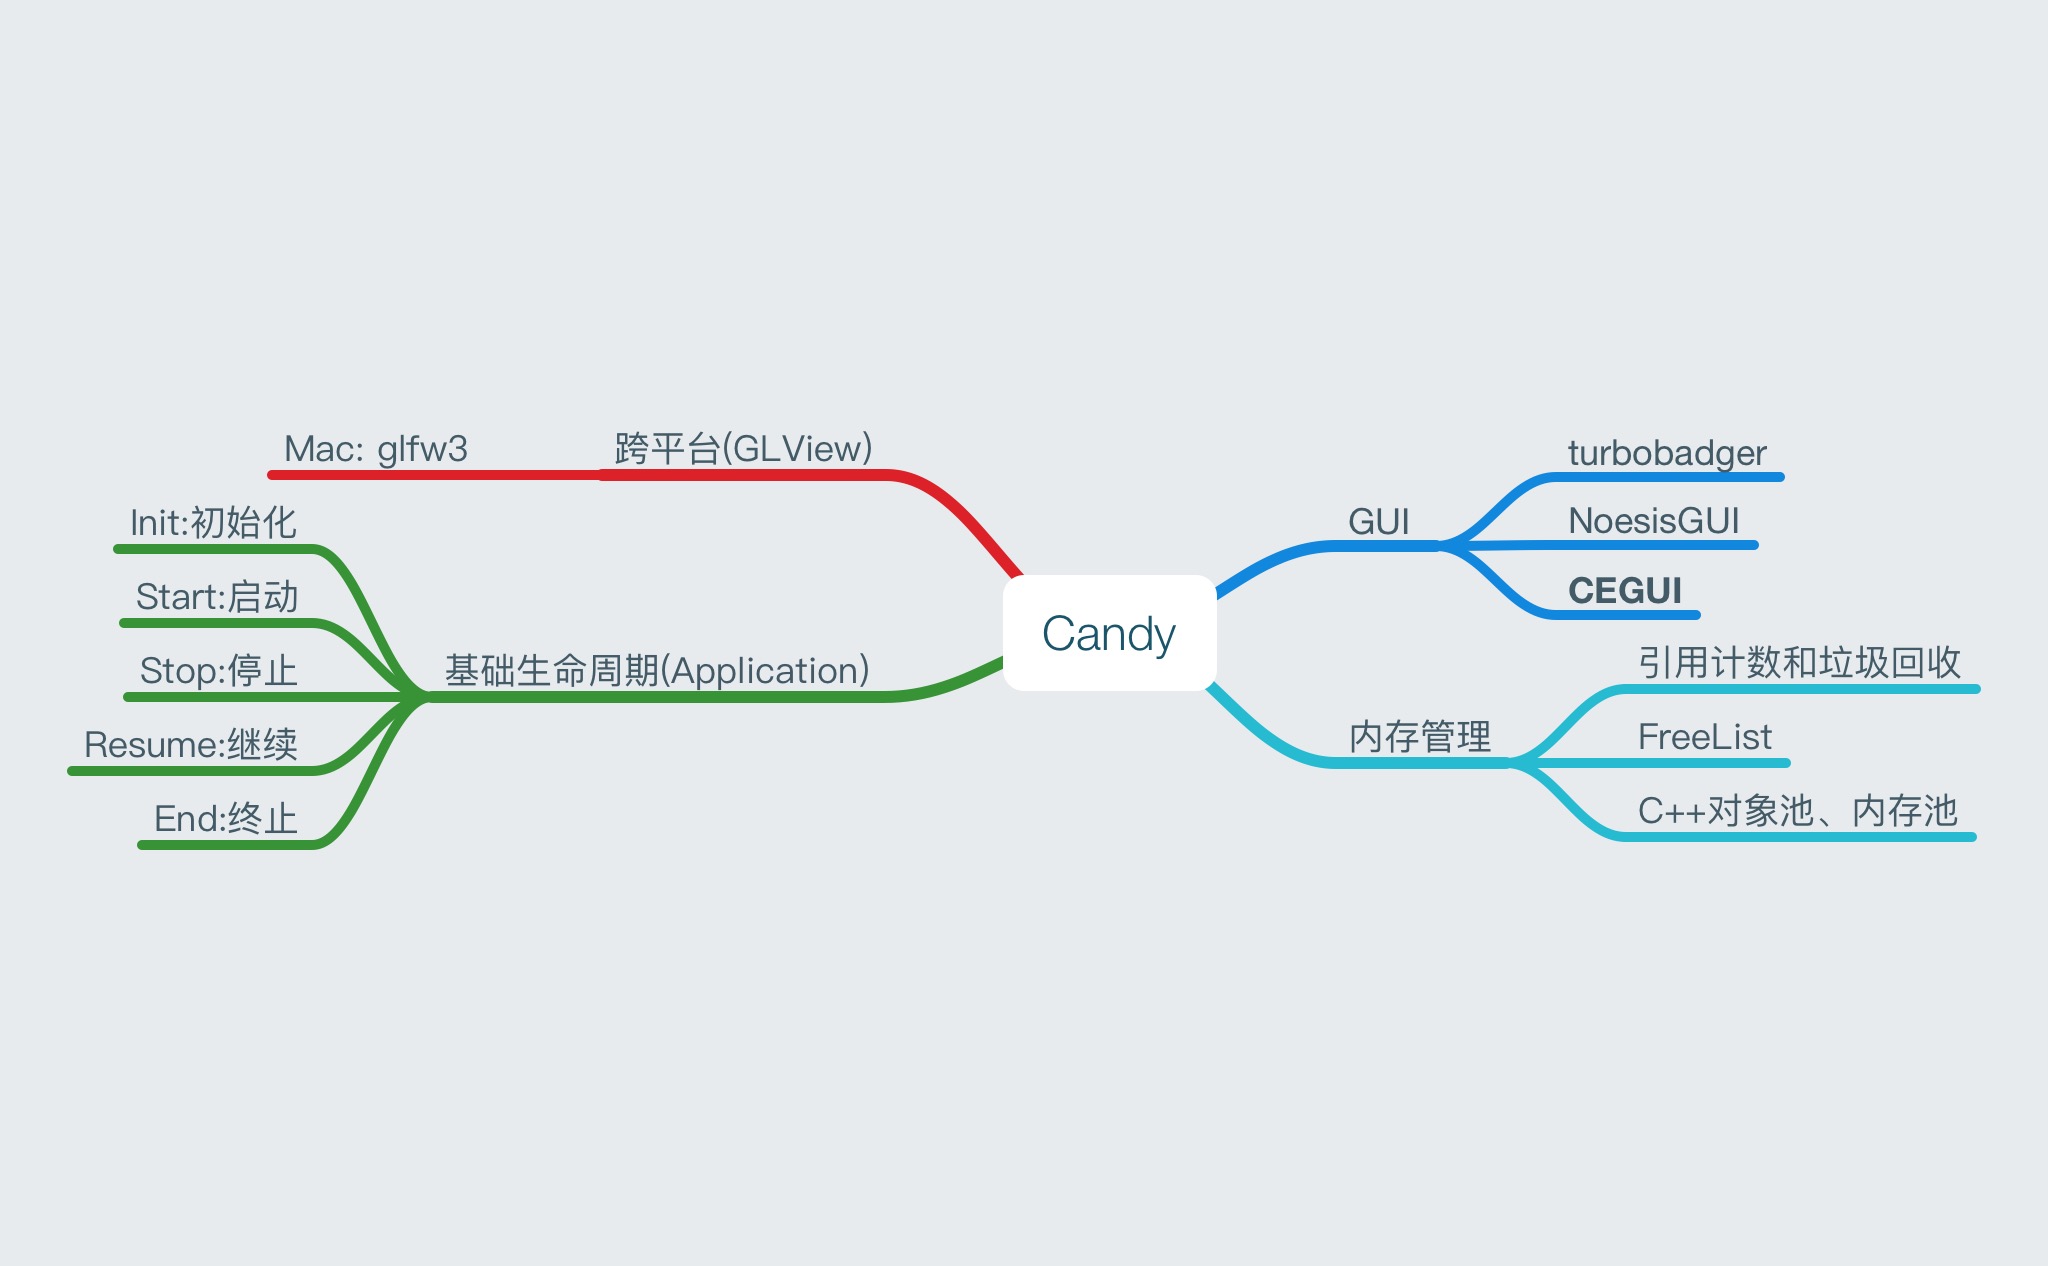 Candy
跨平台(GLView)
Mac: glfw3
基础生命周期(Application)
Init:初始化
Start:启动
Stop:停止
Resume:继续
End:终止
GUI
turbobadger
NoesisGUI
CEGUI
内存管理
引用计数和垃圾回收
FreeList
C++对象池、内存池